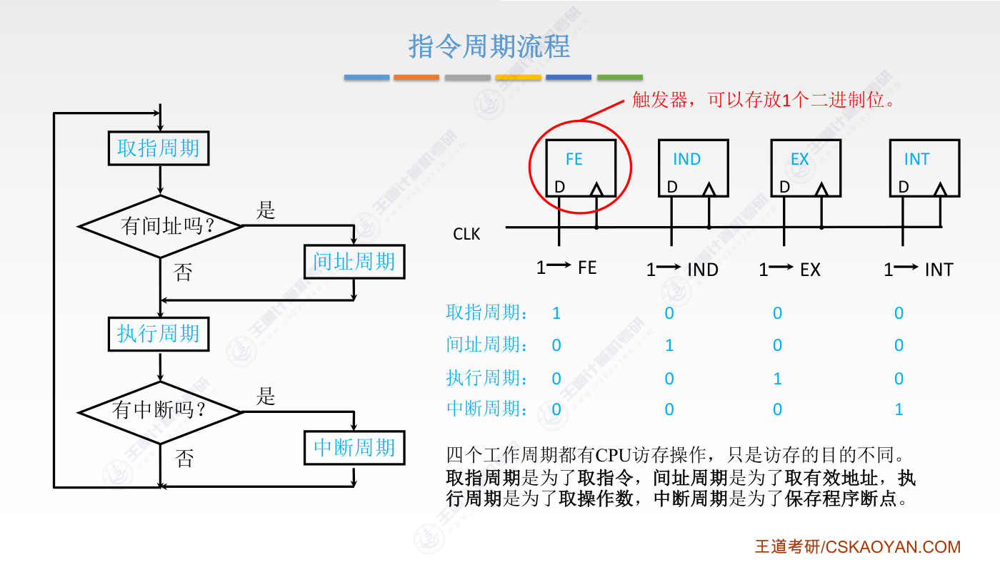 指令周期流程
取指周期
有间址吗？
是
间址周期
否
执行周期
有中断吗？
是
中断周期
否
触发器，可以存放1个二进制位。
FE IND EX INT
D D D D
CLK
1 → FE 1 → IND 1 → EX 1 → INT
取指周期： 1 0 0 0
间址周期： 0 1 0 0
执行周期： 0 0 1 0
中断周期： 0 0 0 1
四个工作周期都有CPU访存操作，只是访存的目的不同。
取指周期是为了取指令，间址周期是为了取有效地址，执
行周期是为了取操作数，中断周期是为了保存程序断点。
王道考研/CSKAOYAN.COM